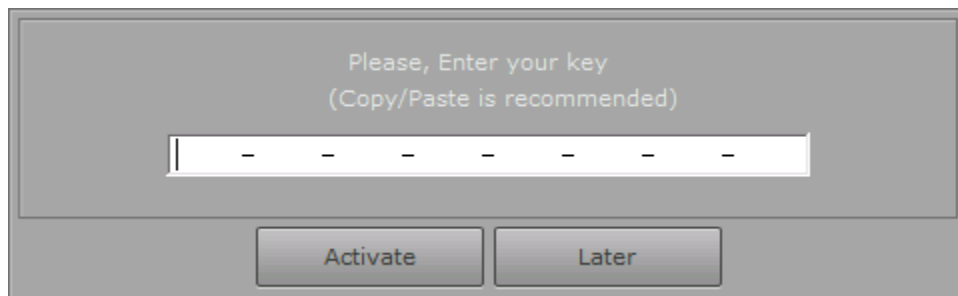 Please, Enter your key
(Copy/Paste is recommended)
- - - - - - -
Activate Later